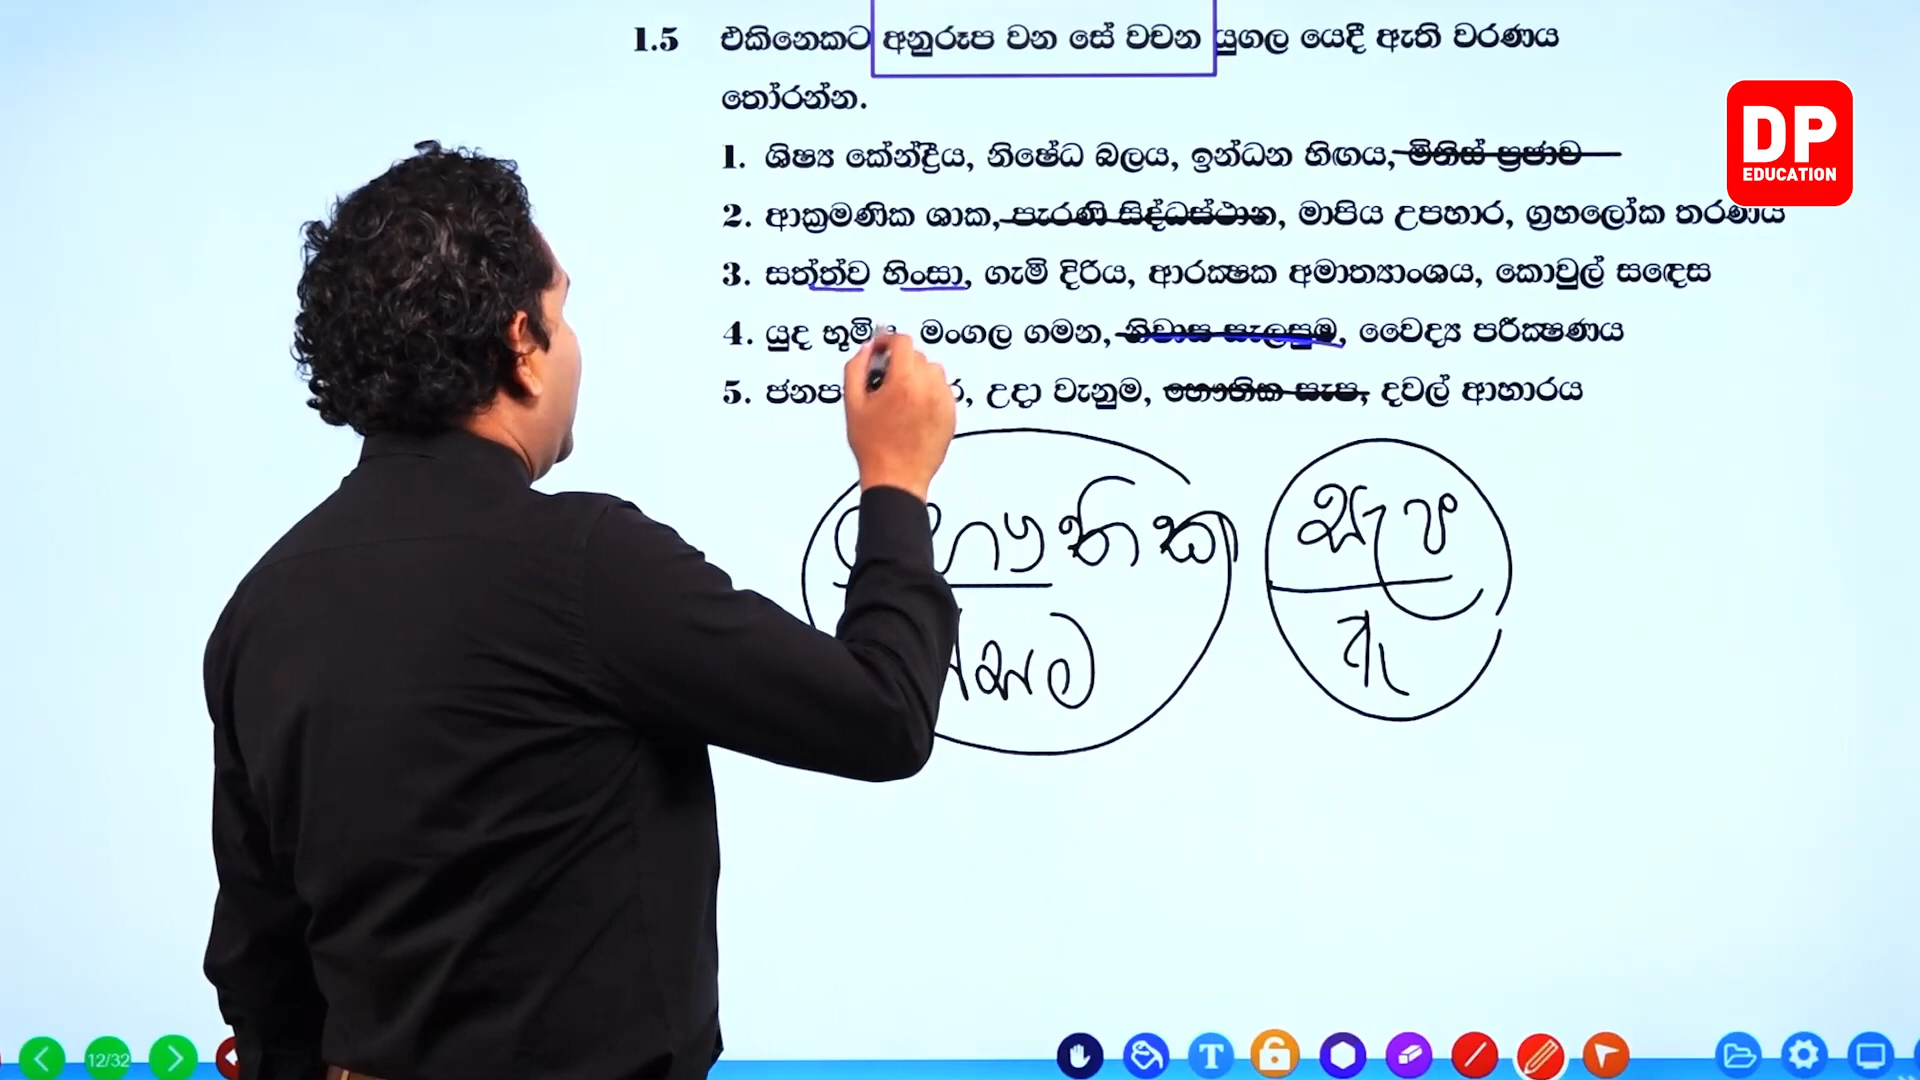 1.5 එකිනෙකට අනුරූප වන සේ වචන යුගල යෙදී ඇති වරණය
තෝරන්න.
1. ශිෂ්‍ය කේන්ද්‍රීය, නිෂේධ බලය, ඉන්ධන හිඟය, මිනිස් ප්‍රජාව
2. ආක්‍රමණික ශාක, පැරණි සිද්ධස්ථාන, මාපිය උපහාර, ග්‍රහලෝක තරණය
3. සත්ත්ව හිංසා, ගැමි දිරිය, ආරක්‍ෂක අමාත්‍යාංශය, කොවුල් සඳෙස
4. යුද මංගල ගමන, නිවාස සැලසුම, වෛද්‍ය පරීක්‍ෂණය
5. උදා වැනුම, භෞතික සැප, දවල් ආහාරය
සැප
ඇ
DP
EDUCATION
12/32
T